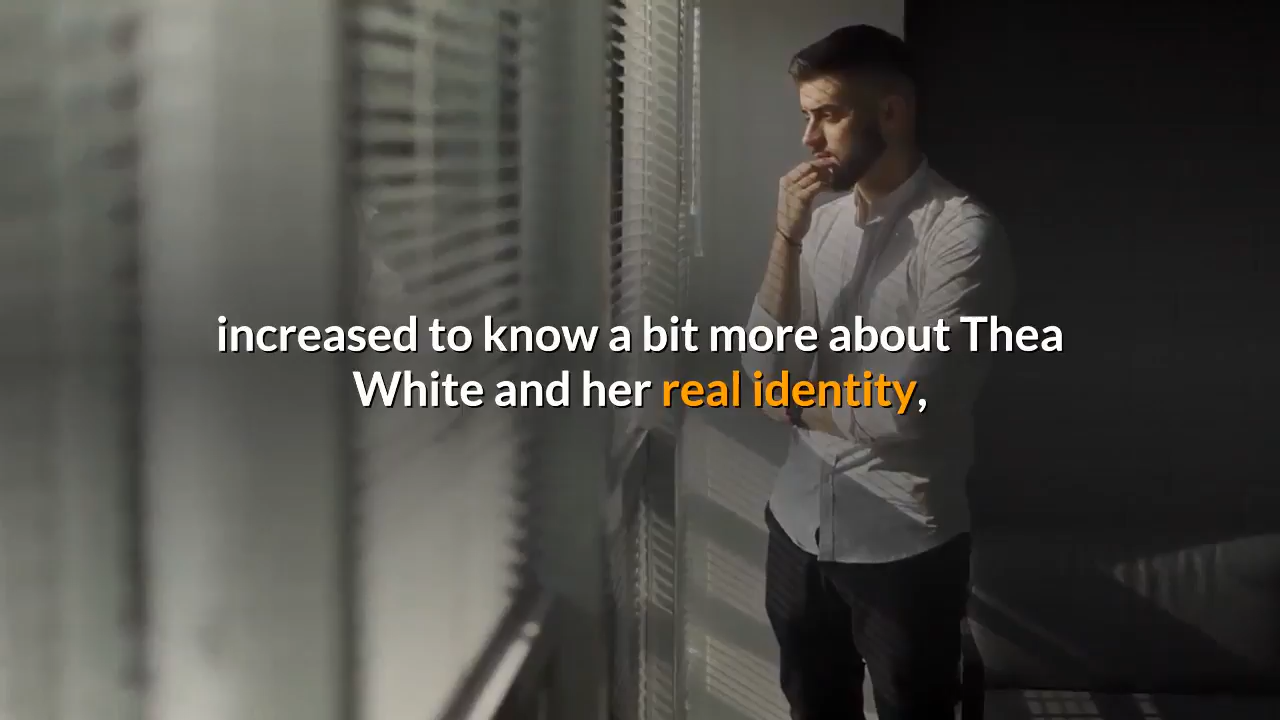 increased to know a bit more about Thea
White and her real identity,